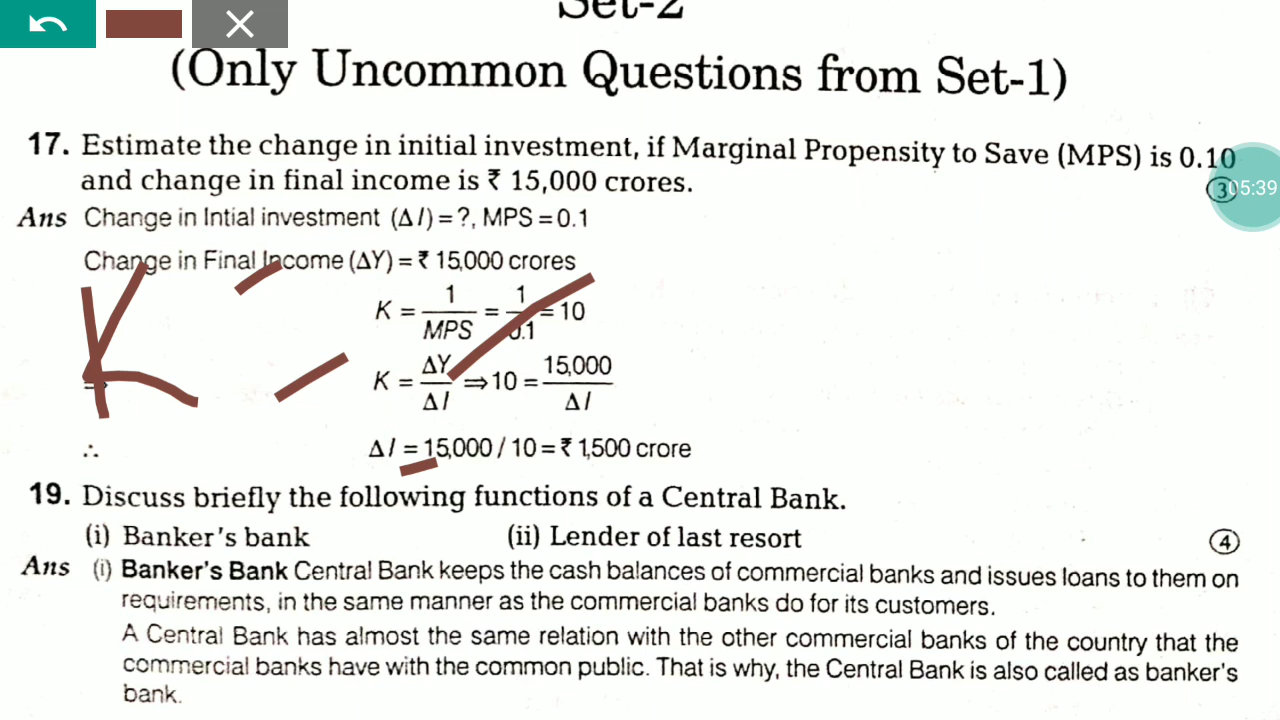 Set-2
(Only Uncommon Questions from Set-1)
17. Estimate the change in initial investment, if Marginal Propensity to Save (MPS) is 0.10
and change in final income is ₹ 15,000 crores. ③
05:39
Ans Change in Intial investment (ΔI) = ?, MPS = 0.1
Change in Final Income (ΔY) = ₹ 15,000 crores
K = 1/MPS = 1/0.1 = 10
K
⇒ K = ΔY/ΔI ⇒ 10 = 15,000/ΔI
∴ ΔI = 15,000 / 10 = ₹ 1,500 crore
19. Discuss briefly the following functions of a Central Bank.
(i) Banker's bank (ii) Lender of last resort ④
Ans (i) Banker's Bank Central Bank keeps the cash balances of commercial banks and issues loans to them on
requirements, in the same manner as the commercial banks do for its customers.
A Central Bank has almost the same relation with the other commercial banks of the country that the
commercial banks have with the common public. That is why, the Central Bank is also called as banker's
bank.